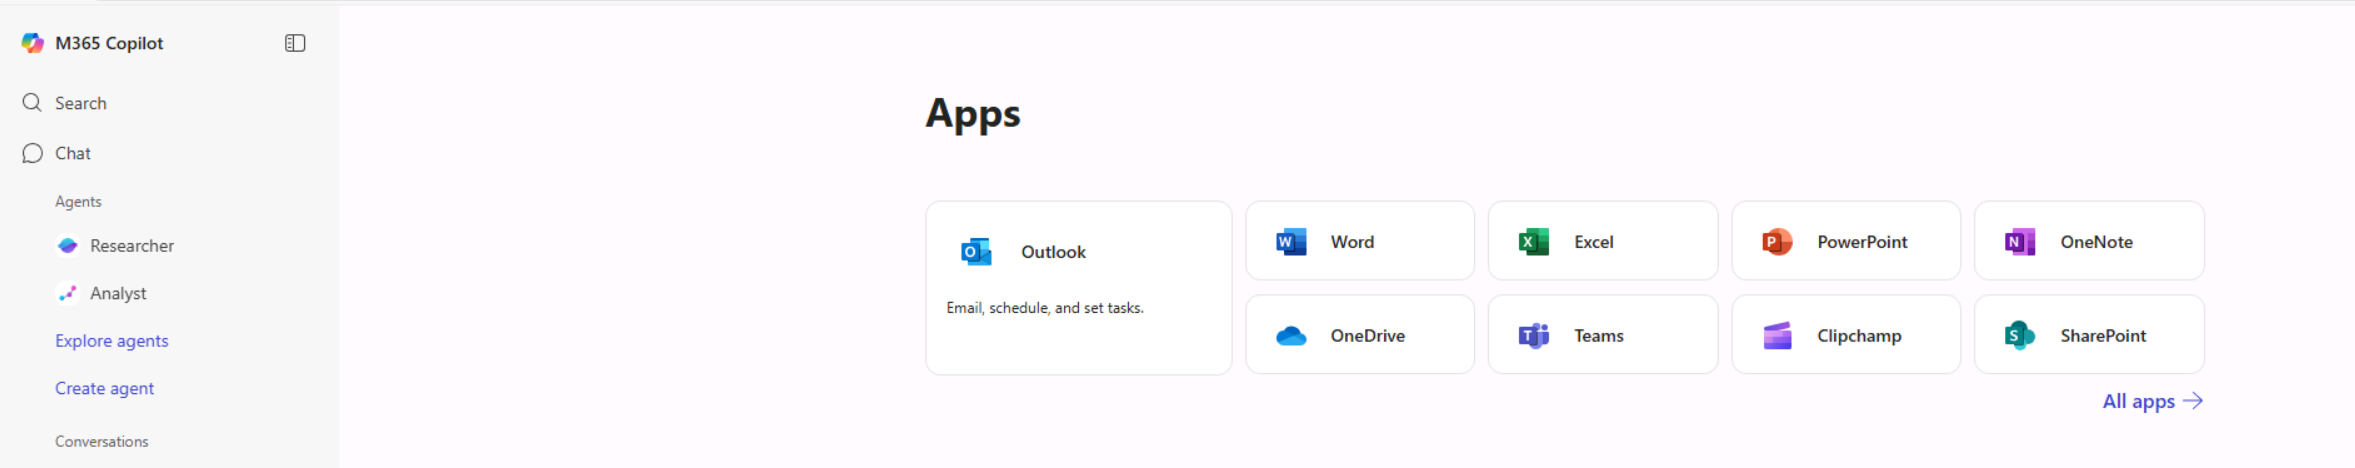 M365 Copilot
Search
Chat
Agents
Researcher
Analyst
Explore agents
Create agent
Conversations
Apps
Outlook
Email, schedule, and set tasks.
Word
Excel
PowerPoint
OneNote
OneDrive
Teams
Clipchamp
SharePoint
All apps